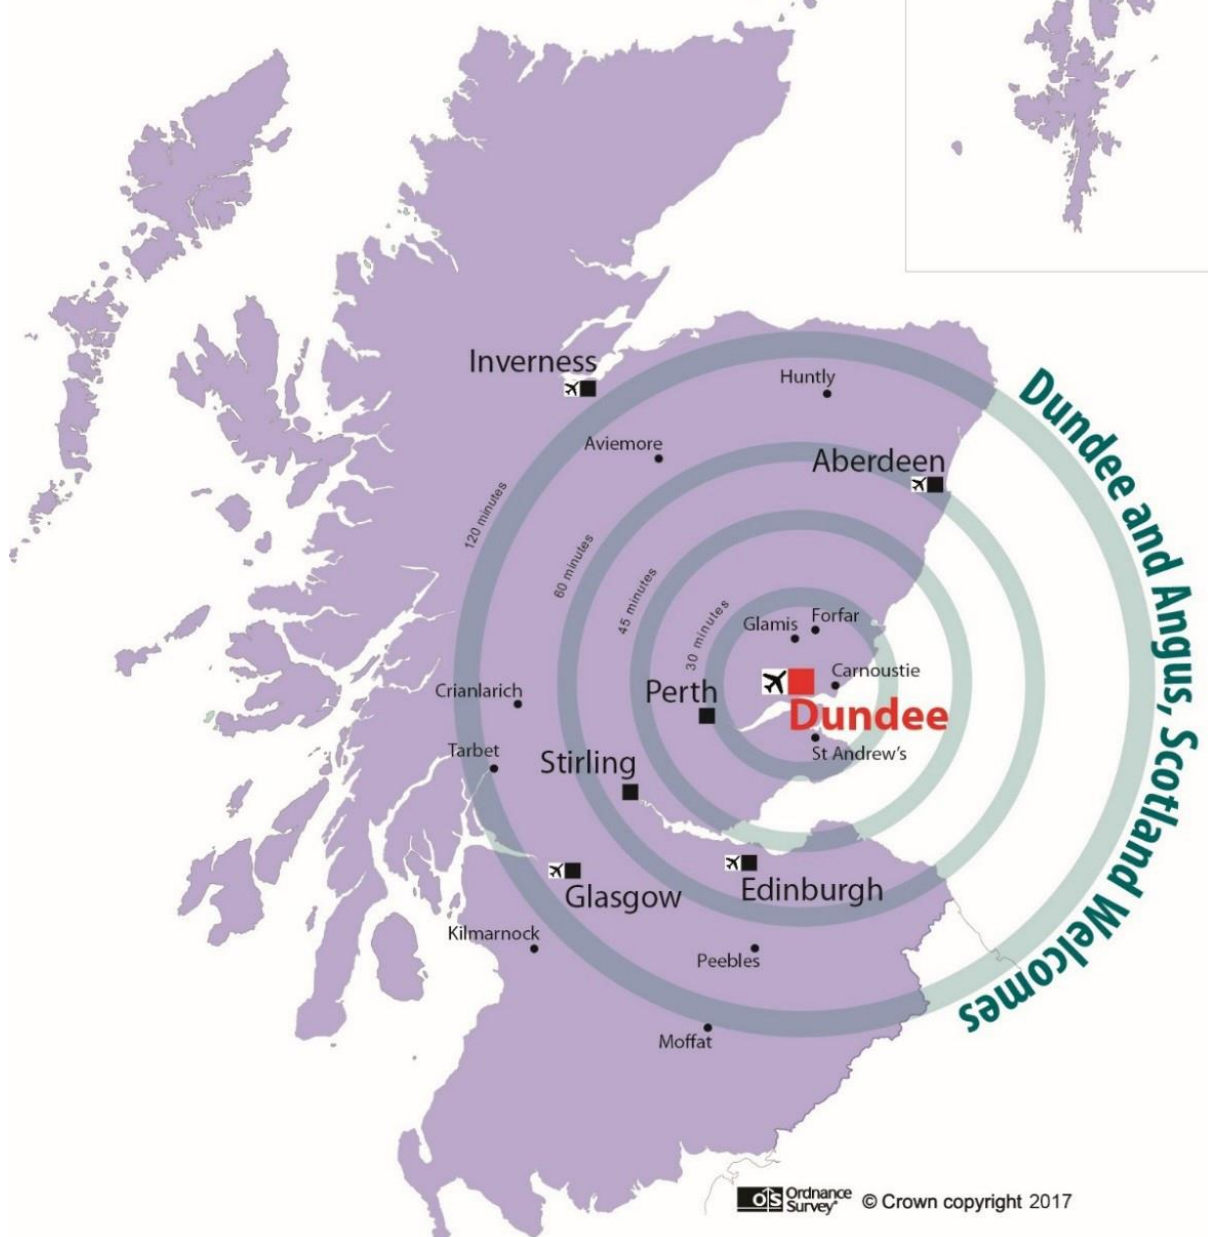 Inverness
Huntly
Aviemore
Aberdeen
120 minutes
60 minutes
45 minutes
30 minutes
Glamis
Forfar
Carnoustie
Crianlarich
Perth
Dundee
Tarbet
Stirling
St Andrew's
Glasgow
Edinburgh
Kilmarnock
Peebles
Moffat
Dundee and Angus, Scotland Welcomes
OS Ordnance
Survey®
© Crown copyright 2017